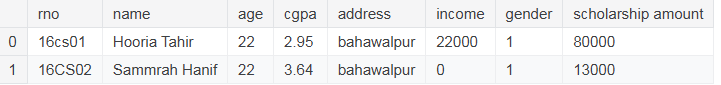 rno name age cgpa address income gender scholarship amount
0 16cs01 Hooria Tahir 22 2.95 bahawalpur 22000 1 80000
1 16CS02 Sammrah Hanif 22 3.64 bahawalpur 0 1 13000